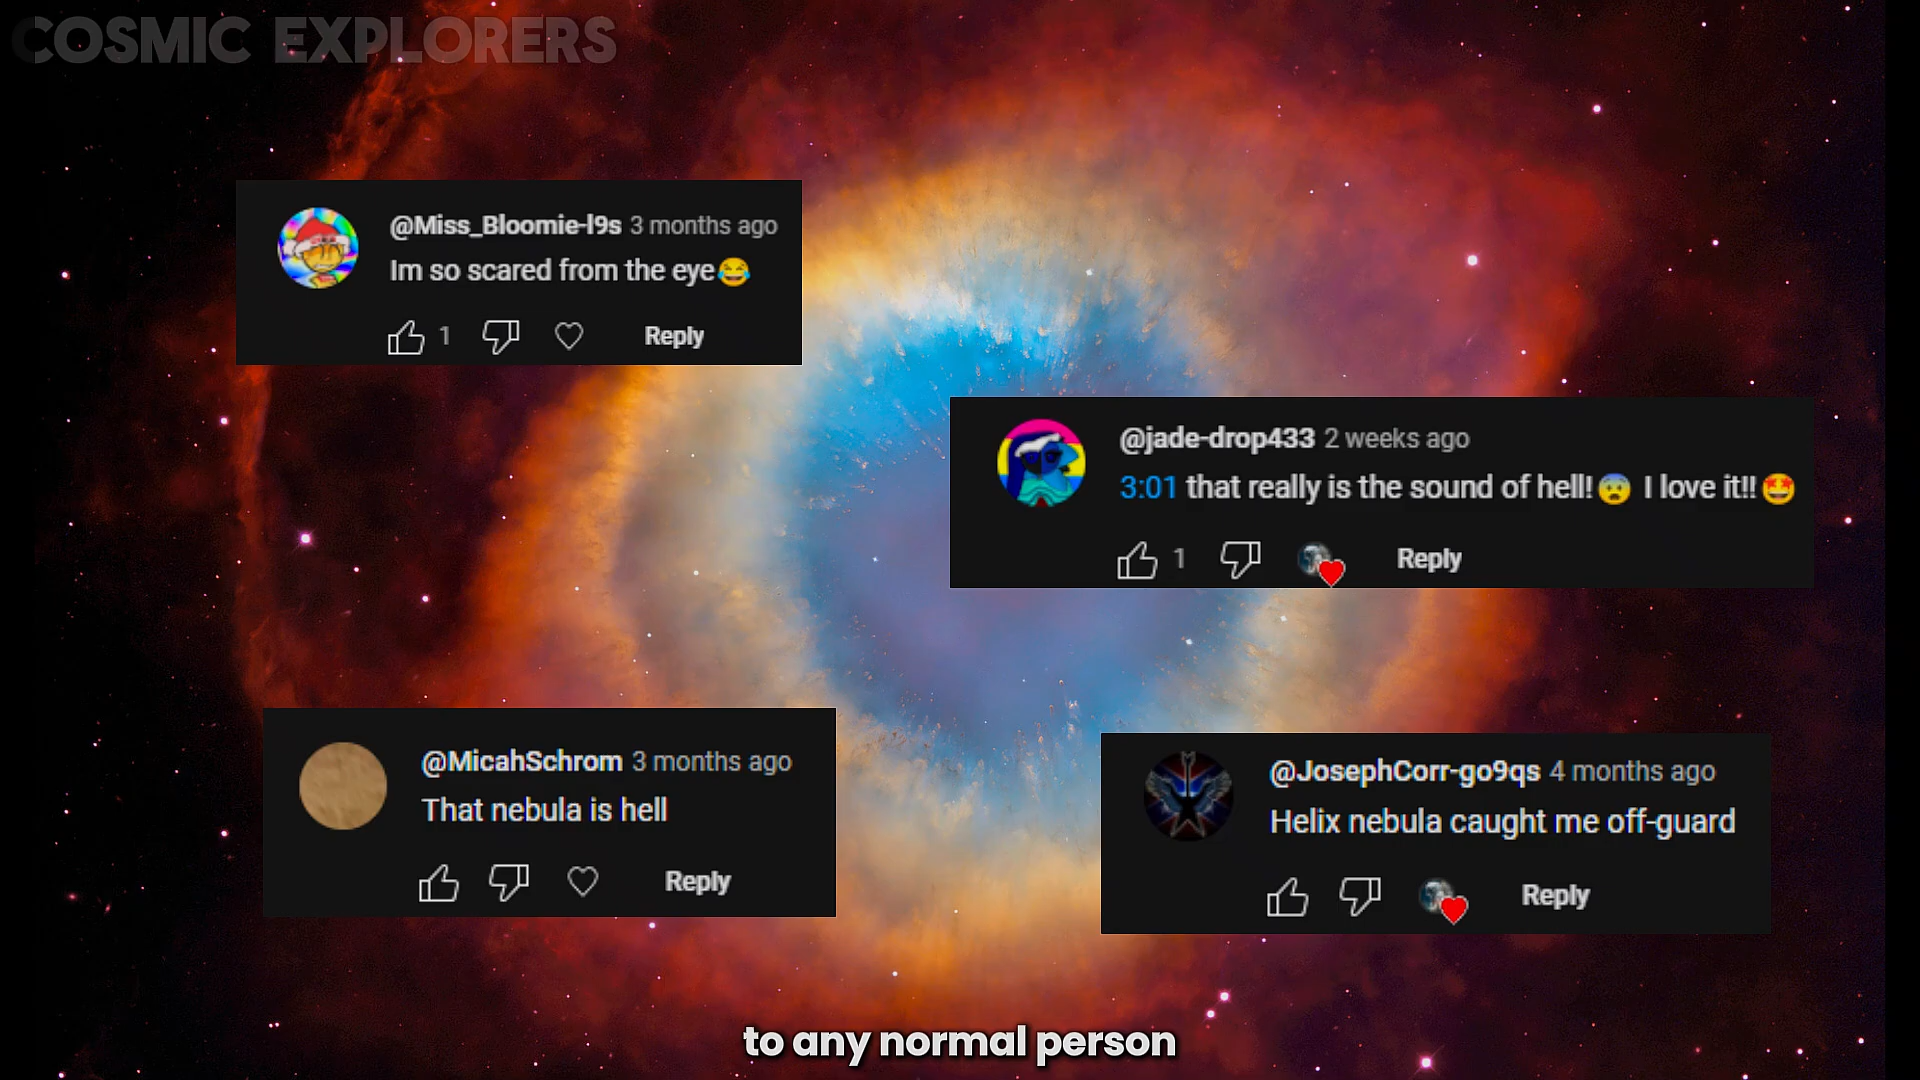 COSMIC EXPLORERS
@Miss_Bloomie-l9s 3 months ago
Im so scared from the eye😂
1 Reply
@jade-drop433 2 weeks ago
3:01 that really is the sound of hell!😨 I love it!!🤩
1 Reply
@MicahSchrom 3 months ago
That nebula is hell
Reply
@JosephCorr-go9qs 4 months ago
Helix nebula caught me off-guard
Reply
to any normal person